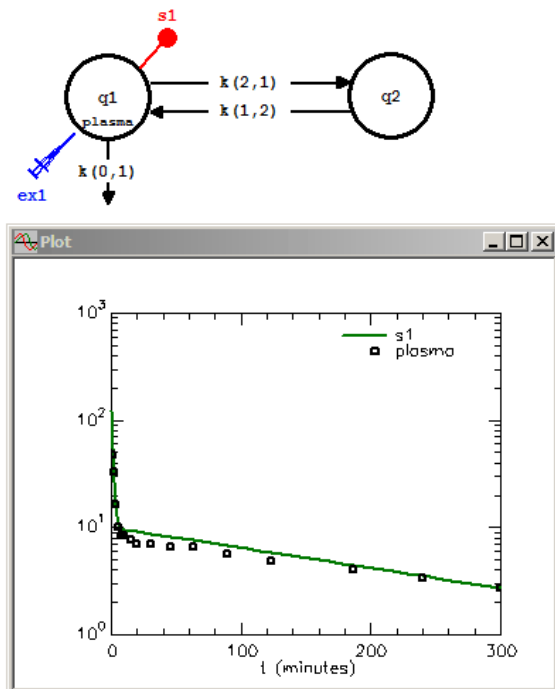 s1
q1
plasma
k(2,1)
k(1,2)
q2
k(0,1)
ex1
Plot
s1
plasma
10^3
10^2
10^1
10^0
0
100
200
300
t (minutes)